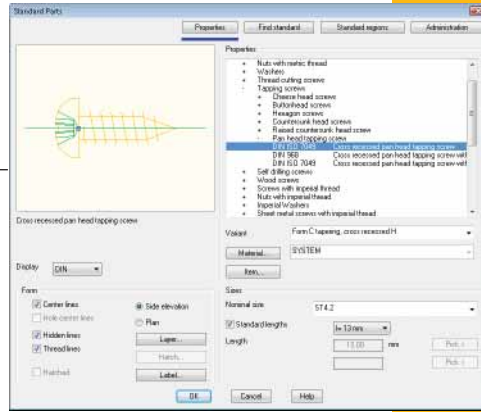 Standard Parts
Properties
Find standard
Standard regions
Administration
Properties
+ Nuts with metric thread
+ Washers
+ Thread cutting screws
- Tapping screws
+ Cheese head screws
+ Buttonhead screws
+ Hexagon screws
+ Countersunk head screws
+ Raised countersunk head screw
- Pan head tapping screw
DIN ISO 7049 Cross recessed pan head tapping screw
DIN 968 Cross recessed pan head tapping screw with
DIN ISO 7049 Cross recessed pan head tapping screw with
+ Self drilling screws
+ Wood screws
+ Screws with imperial thread
+ Nuts with imperial thread
+ Imperial Washers
+ Sheet metal screws with imperial thread
Cross recessed pan head tapping screw
Variant
Form C tapering, cross recessed H
Material...
SYSTEM
Item...
Display
DIN
Form
Center lines
Hole center lines
Hidden lines
Thread lines
Hatched
Side elevation
Plan
Layer...
Hatch...
Label...
Sizes
Nominal size
ST4.2
Standard lengths
l= 13 mm
Length
13.00 mm
Pick
Pick
OK
Cancel
Help